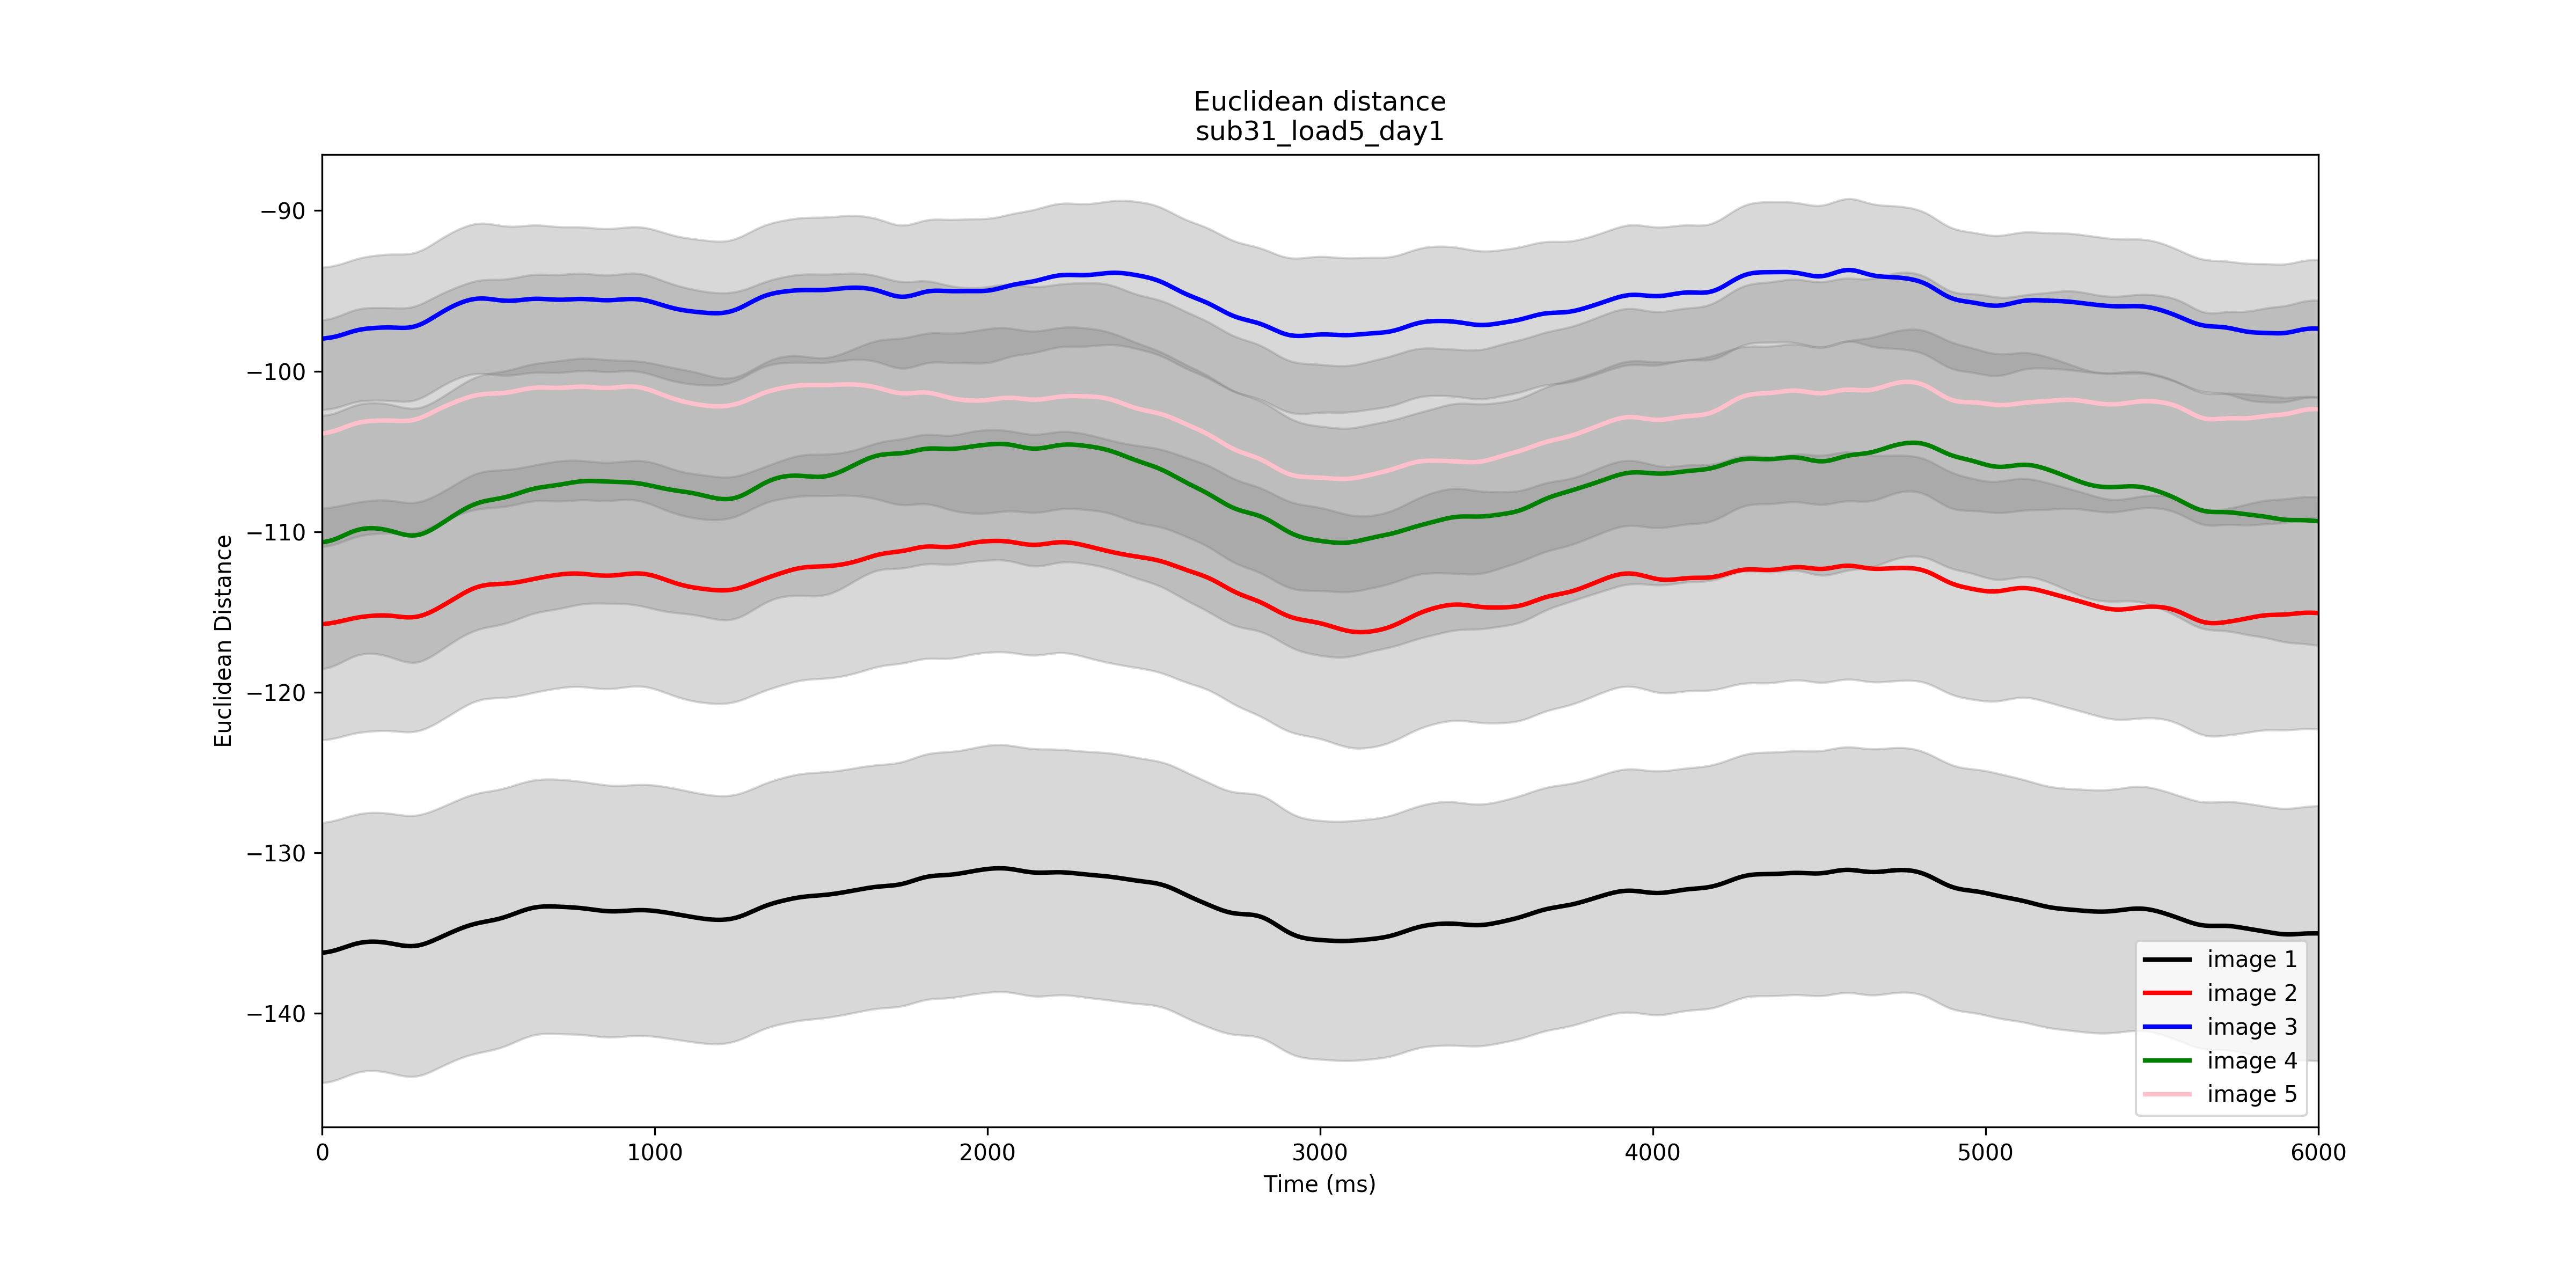 Euclidean distance
sub31_load5_day1
Euclidean Distance
−90
−100
−110
−120
−130
−140
0 1000 2000 3000 4000 5000 6000
Time (ms)
image 1
image 2
image 3
image 4
image 5